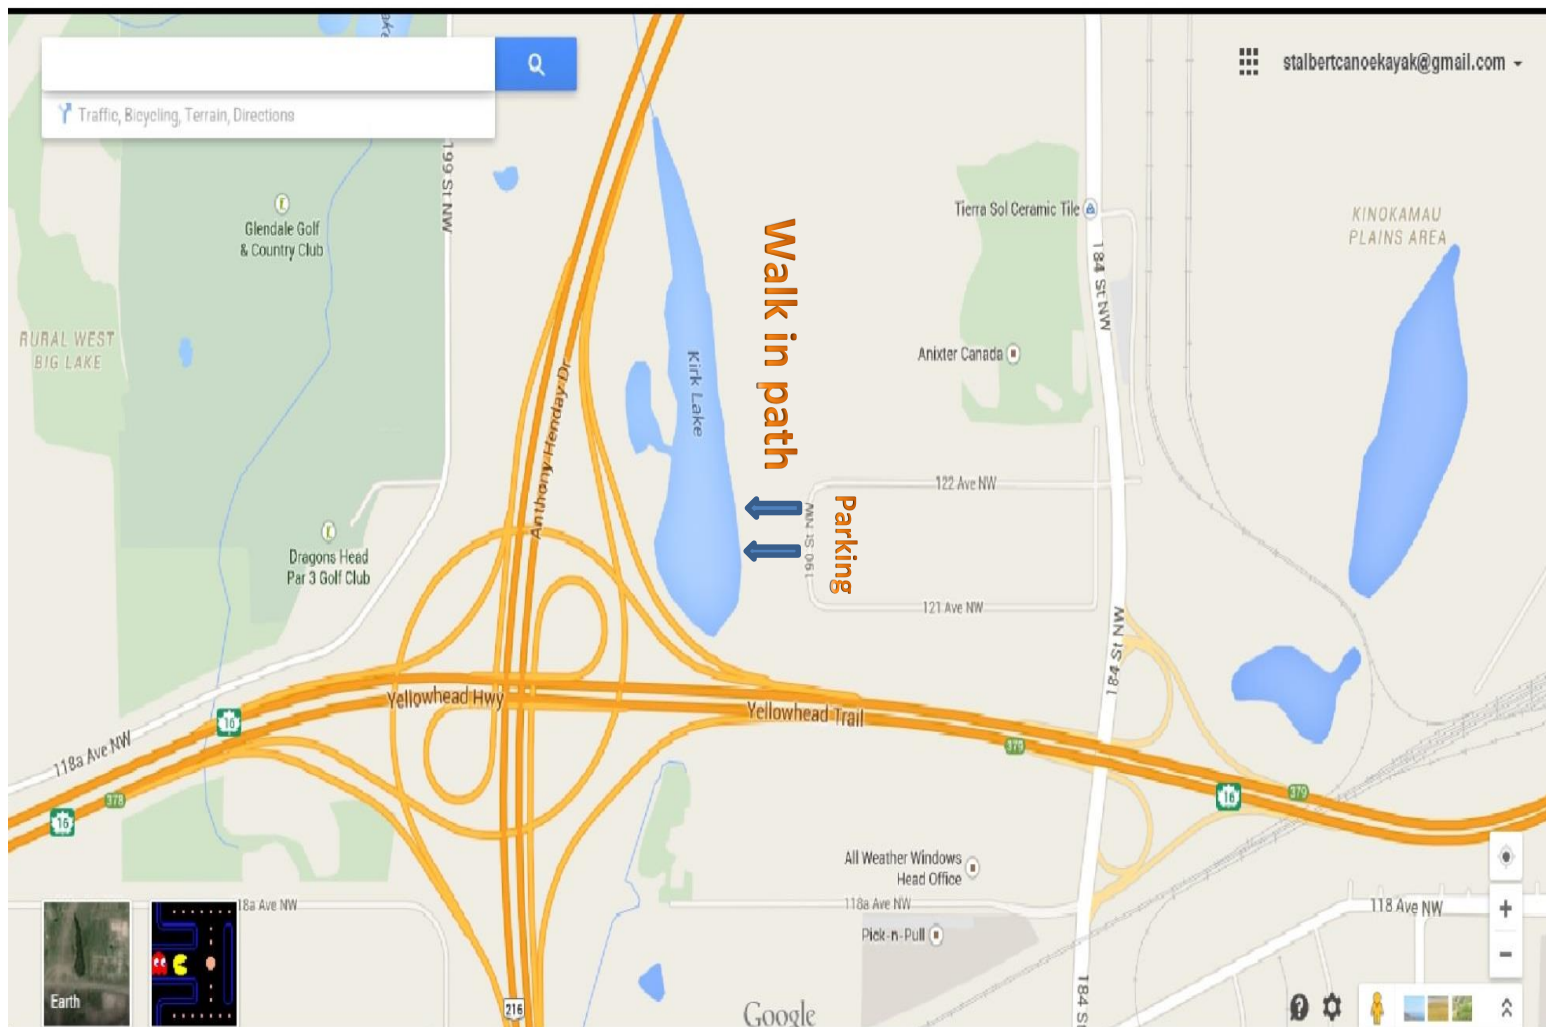 stalbertcanoekayak@gmail.com
Traffic, Bicycling, Terrain, Directions
199 St NW
Glendale Golf
& Country Club
Tierra Sol Ceramic Tile
KINOKAMAU
PLAINS AREA
184 St NW
RURAL WEST
BIG LAKE
Walk in path
Kirk Lake
Anixter Canada
Anthony Henday Dr
122 Ave NW
Parking
190 St NW
Dragons Head
Par 3 Golf Club
121 Ave NW
184 St NW
Yellowhead Hwy
Yellowhead Trail
16
118a Ave NW
379
378
16
16
379
All Weather Windows
Head Office
18a Ave NW
118a Ave NW
118 Ave NW
Pick-n-Pull
Earth
216
Google
184 S